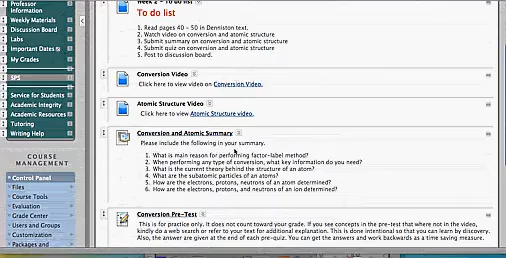 Professor
Information
Weekly Materials
Discussion Board
Labs
Important Dates
My Grades
SPS
Service for Students
Academic Integrity
Academic Resources
Tutoring
Writing Help
COURSE
MANAGEMENT
Control Panel
Files
Course Tools
Evaluation
Grade Center
Users and Groups
Customization
Packages and
Week 2 - To do list
To do list
1. Read pages 40 - 50 in Denniston text.
2. Watch video on conversion and atomic structure
3. Submit summary on conversion and atomic structure
4. Submit quiz on conversion and atomic structure
5. Post to discussion board.
Conversion Video
Click here to view video on Conversion Video.
Atomic Structure Video
Click here to view Atomic Structure video.
Conversion and Atomic Summary
Please include the following in your summary.
1. What is main reason for performing factor-label method?
2. When performing any type of conversion, what key information do you need?
3. What is the current theory behind the structure of an atom?
4. What are the subatomic particles of an atoms?
5. How are the electrons, protons, neutrons of an atom determined?
6. How are the electrons, protons, and neutrons of an ion determined?
Conversion Pre-Test
This is for practice only. It does not count toward your grade. If you see concepts in the pre-test that where not in the video,
kindly do a web search or refer to your text for additional explanation. This is done intentional so that you can learn by discovery.
Also, the answer are given at the end of each pre-quiz. You can get the answers and work backwards as a time saving measure.